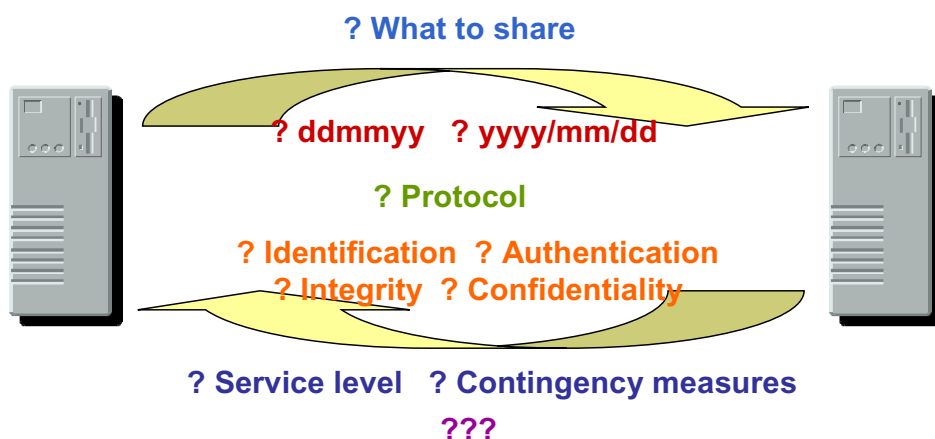 ? What to share
? ddmmyy ? yyyy/mm/dd
? Protocol
? Identification ? Authentication
? Integrity ? Confidentiality
? Service level ? Contingency measures
???